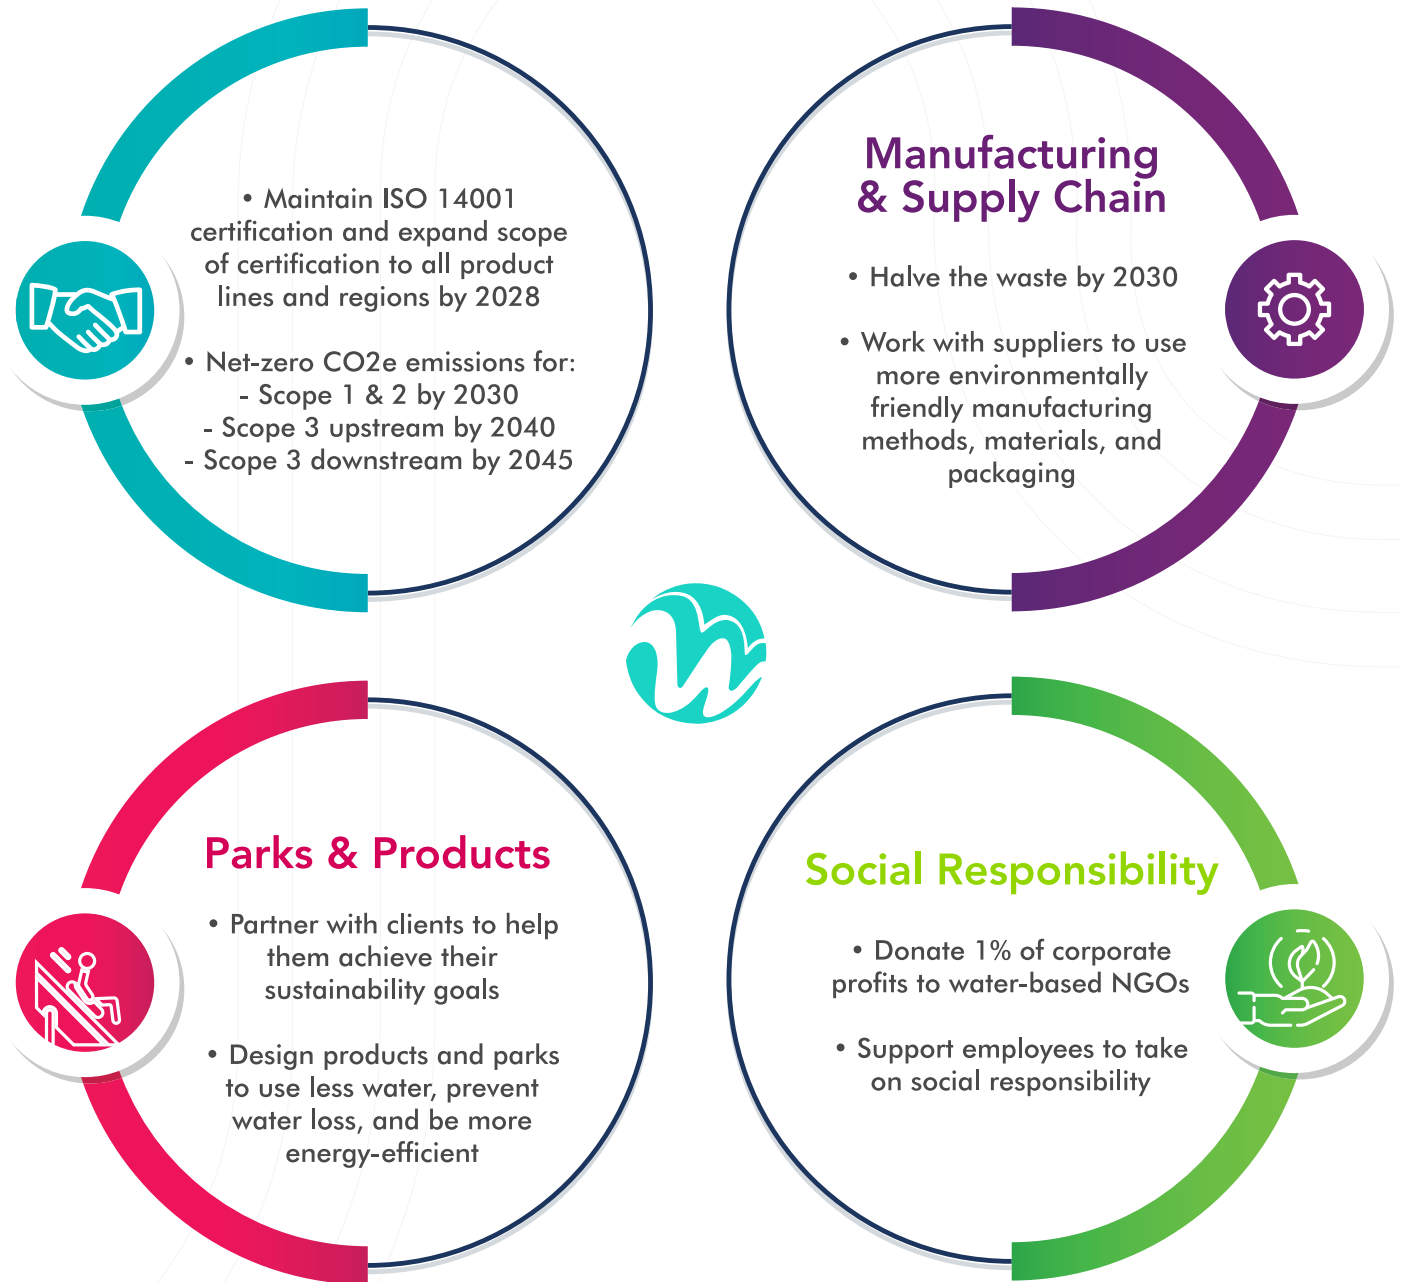 • Maintain ISO 14001
certification and expand scope
of certification to all product
lines and regions by 2028
• Net-zero CO2e emissions for:
- Scope 1 & 2 by 2030
- Scope 3 upstream by 2040
- Scope 3 downstream by 2045
Manufacturing
& Supply Chain
• Halve the waste by 2030
• Work with suppliers to use
more environmentally
friendly manufacturing
methods, materials, and
packaging
Parks & Products
• Partner with clients to help
them achieve their
sustainability goals
• Design products and parks
to use less water, prevent
water loss, and be more
energy-efficient
Social Responsibility
• Donate 1% of corporate
profits to water-based NGOs
• Support employees to take
on social responsibility